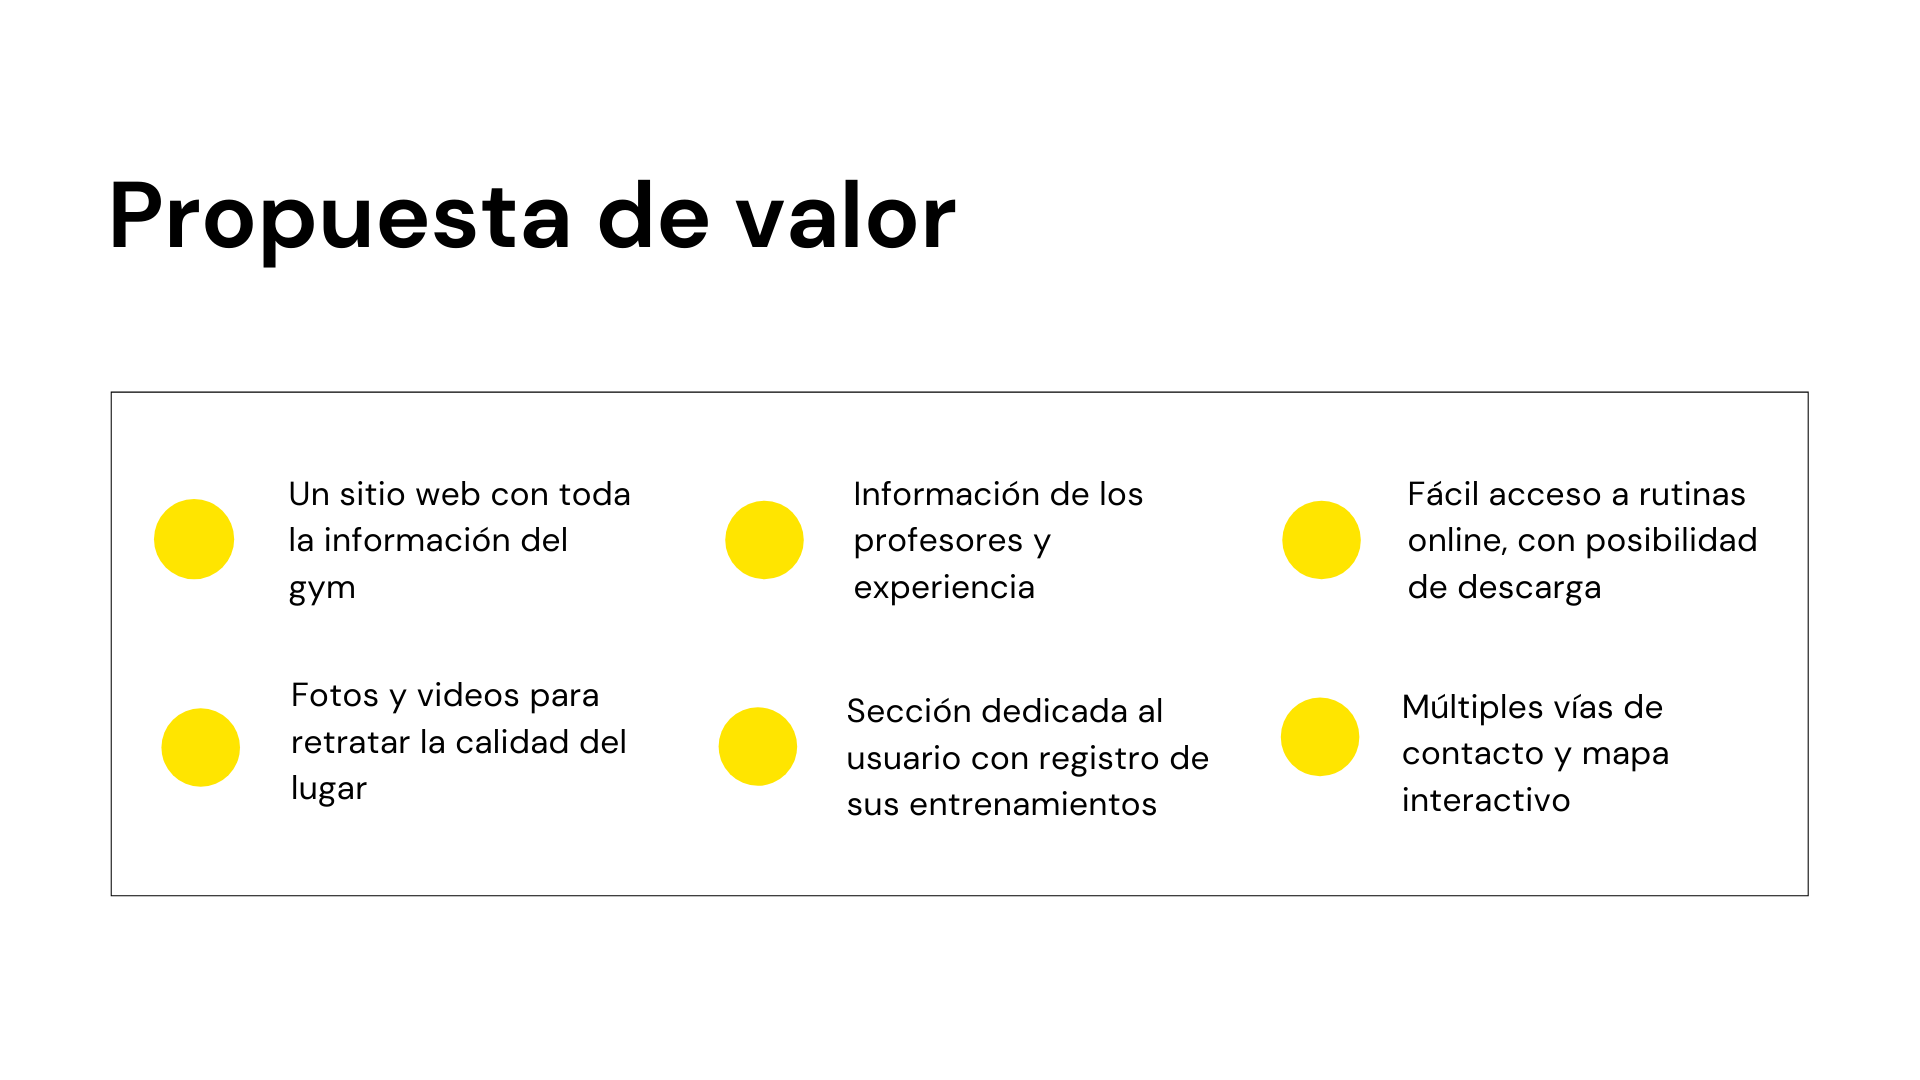 Propuesta de valor
Un sitio web con toda
la información del
gym
Información de los
profesores y
experiencia
Fácil acceso a rutinas
online, con posibilidad
de descarga
Fotos y videos para
retratar la calidad del
lugar
Sección dedicada al
usuario con registro de
sus entrenamientos
Múltiples vías de
contacto y mapa
interactivo